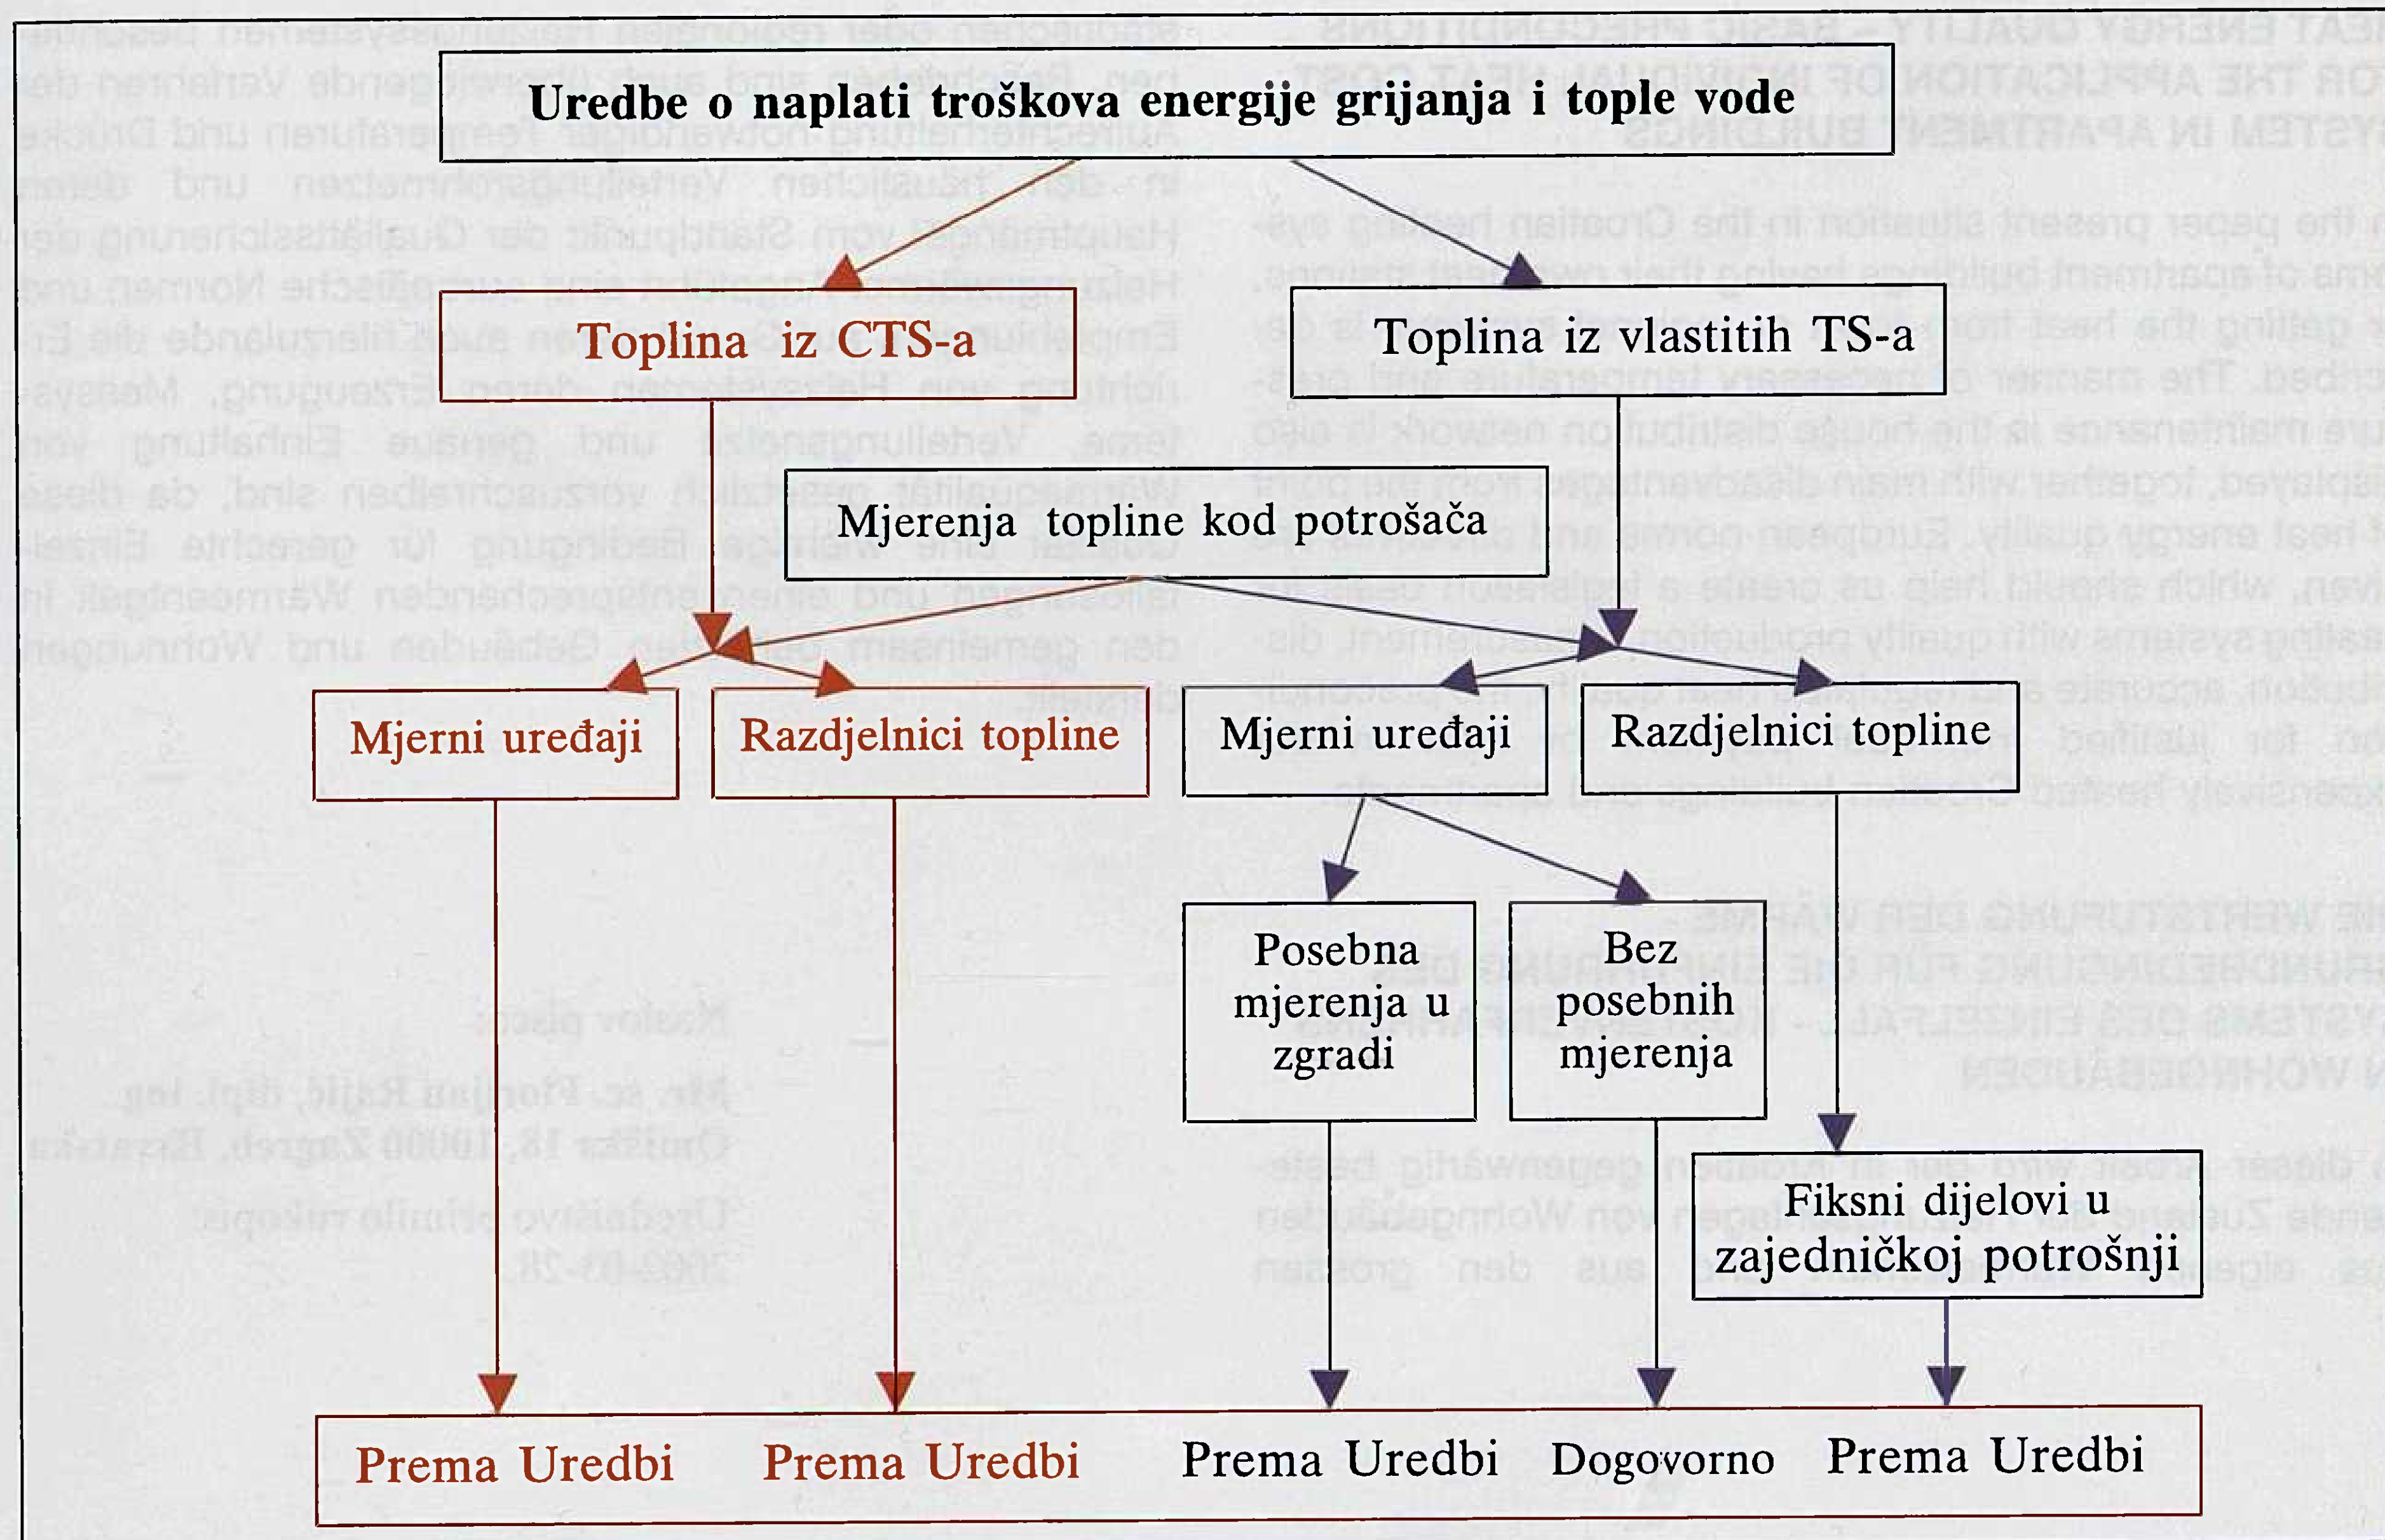 Uredbe o naplati troškova energije grijanja i tople vode
Toplina iz CTS-a
Toplina iz vlastitih TS-a
Mjerenja topline kod potrošača
Mjerni uređaji
Razdjelnici topline
Mjerni uređaji
Razdjelnici topline
Posebna
mjerenja u
zgradi
Bez
posebnih
mjerenja
Fiksni dijelovi u
zajedničkoj potrošnji
Prema Uredbi
Prema Uredbi
Prema Uredbi
Dogovorno
Prema Uredbi